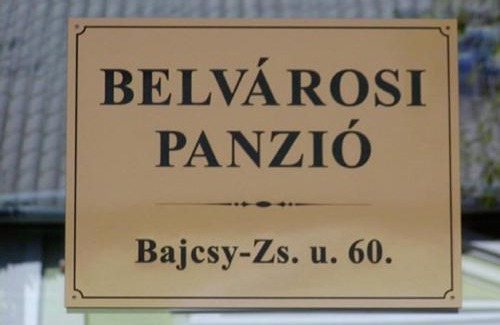 BELVÁROSI
PANZIÓ
Bajcsy-Zs. u. 60.